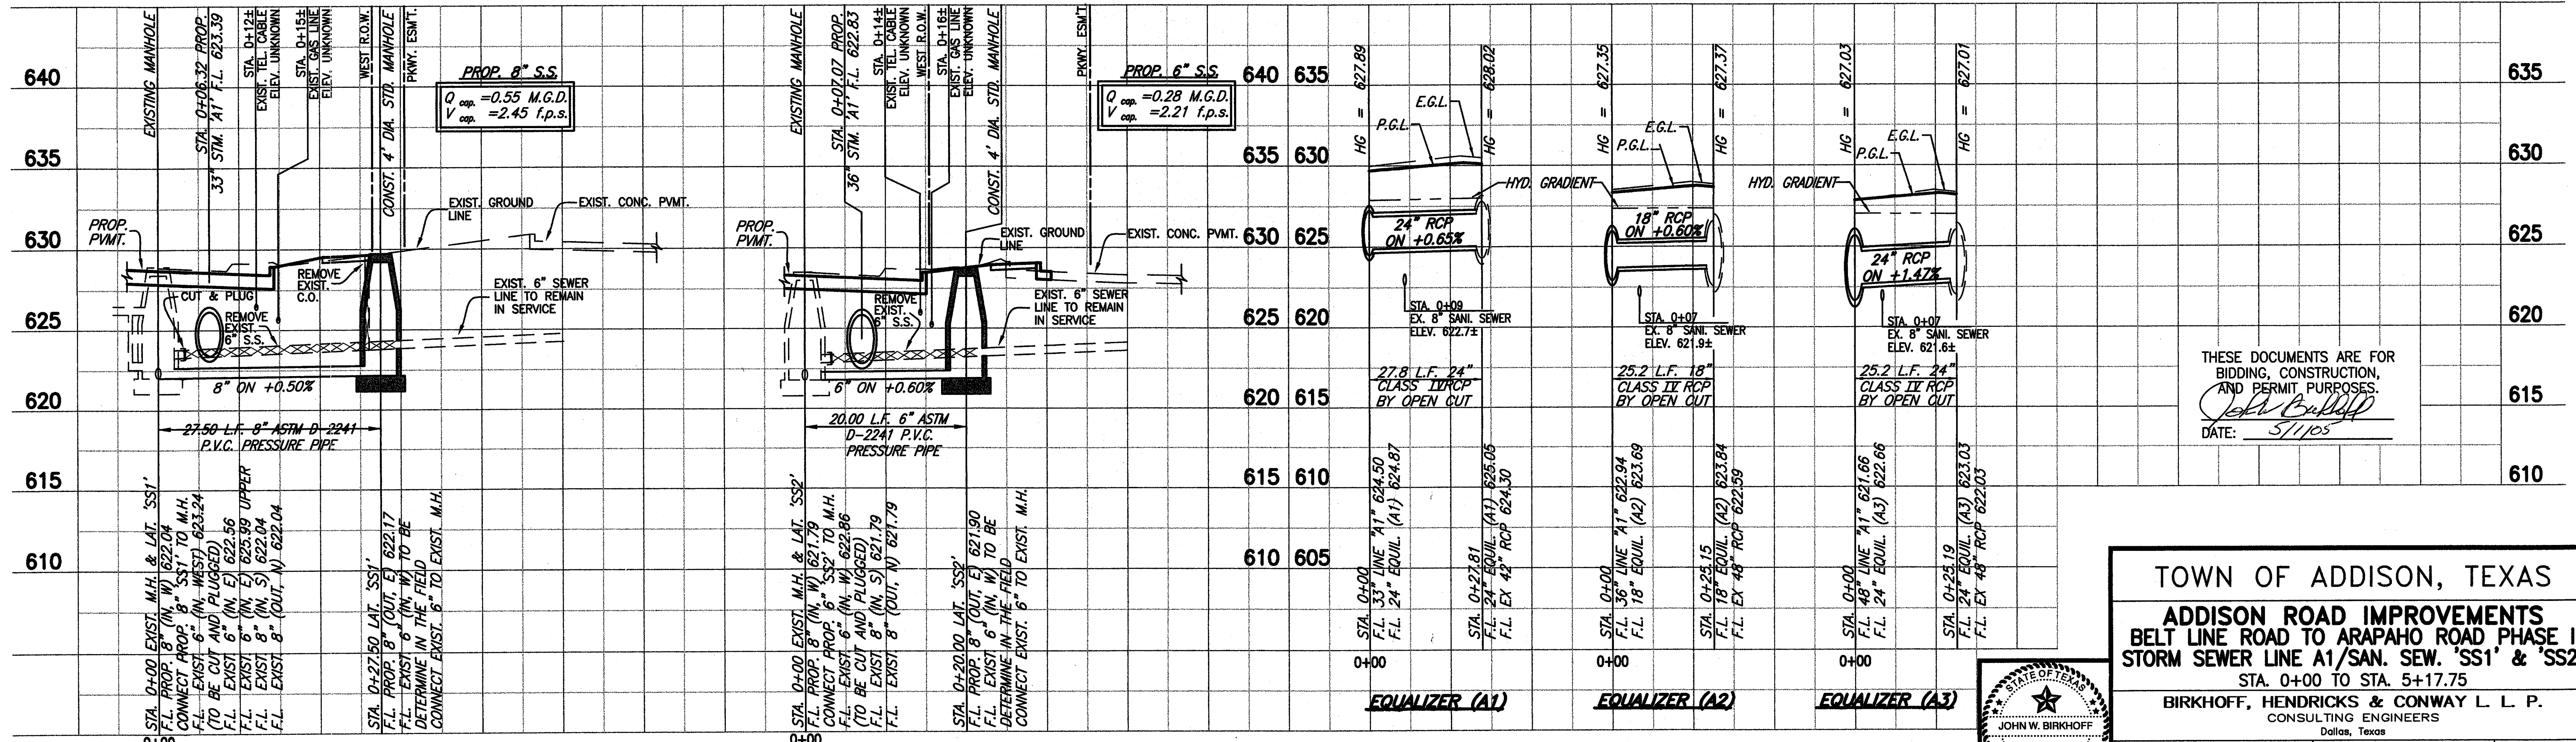 640
635
630
625
620
615
610
EXISTING MANHOLE
STA. 0+06.32 PROP.
33" STM. 'A1' F.L. 623.39
STA. 0+12±
EXIST. TEL. CABLE
ELEV. UNKNOWN
STA. 0+15±
EXIST. GAS LINE
ELEV. UNKNOWN
WEST R.O.W.
CONST. 4' DIA. STD. MANHOLE
PKWY. ESM'T.
PROP. 8" S.S.
Q cap. =0.55 M.G.D.
V cap. =2.45 f.p.s.
PROP.
PVMT.
EXIST. GROUND
LINE
EXIST. CONC. PVMT.
REMOVE
EXIST.
C.O.
CUT & PLUG
REMOVE
EXIST.
6" S.S.
EXIST. 6" SEWER
LINE TO REMAIN
IN SERVICE
8" ON +0.50%
27.50 L.F. 8" ASTM D-2241
P.V.C. PRESSURE PIPE
STA. 0+00 EXIST. M.H. & LAT. 'SS1'
F.L. PROP. 8" (IN, W) 622.04
CONNECT PROP. 8" 'SS1' TO M.H.
F.L. EXIST. 6" (IN, WEST) 623.24
(TO BE CUT AND PLUGGED)
F.L. EXIST. 6" (IN, E) 622.56
F.L. EXIST. 6" (IN, E) 625.99 UPPER
F.L. EXIST. 8" (IN, S) 622.04
F.L. EXIST. 8" (OUT, N) 622.04
STA. 0+27.50 LAT. 'SS1'
F.L. PROP. 8" (OUT, E) 622.17
F.L. EXIST. 6" (IN, W) TO BE
DETERMINE IN THE FIELD
CONNECT EXIST. 6" TO EXIST. M.H.
0+00
EXISTING MANHOLE
STA. 0+07.07 PROP.
36" STM. 'A1' F.L. 622.83
STA. 0+14±
EXIST. TEL. CABLE
ELEV. UNKNOWN
WEST R.O.W.
STA. 0+16±
EXIST. GAS LINE
ELEV. UNKNOWN
CONST. 4' DIA. STD. MANHOLE
PKWY. ESM'T.
PROP. 6" S.S.
Q cap. =0.28 M.G.D.
V cap. =2.21 f.p.s.
PROP.
PVMT.
EXIST. GROUND
LINE
EXIST. CONC. PVMT.
REMOVE
EXIST.
6" S.S.
EXIST. 6" SEWER
LINE TO REMAIN
IN SERVICE
6" ON +0.60%
20.00 L.F. 6" ASTM
D-2241 P.V.C.
PRESSURE PIPE
STA. 0+00 EXIST. M.H. & LAT. 'SS2'
F.L. PROP. 8" (IN, W) 621.79
CONNECT PROP. 6" 'SS2' TO M.H.
F.L. EXIST. 6" (IN, W) 622.86
(TO BE CUT AND PLUGGED)
F.L. EXIST. 8" (IN, S) 621.79
F.L. EXIST. 8" (OUT, N) 621.79
STA. 0+20.00 LAT. 'SS2'
F.L. PROP. 8" (OUT, E) 621.90
F.L. EXIST. 6" (IN, W) TO BE
DETERMINE IN THE FIELD
CONNECT EXIST. 6" TO EXIST. M.H.
0+00
640 635
635 630
630 625
625 620
620 615
615 610
610 605
HG = 627.89
HG = 628.02
E.G.L.
P.G.L.
HYD. GRADIENT
24" RCP
ON +0.65%
STA. 0+09
EX. 8" SANI. SEWER
ELEV. 622.7±
27.8 L.F. 24"
CLASS IV RCP
BY OPEN CUT
STA. 0+00
F.L. 33" LINE "A1" 624.50
F.L. 24" EQUIL. (A1) 624.87
STA. 0+27.81
F.L. 24" EQUIL. (A1) 625.05
F.L. EX 42" RCP 624.30
0+00
EQUALIZER (A1)
HG = 627.35
HG = 627.37
E.G.L.
P.G.L.
18" RCP
ON +0.60%
STA. 0+07
EX. 8" SANI. SEWER
ELEV. 621.9±
25.2 L.F. 18"
CLASS IV RCP
BY OPEN CUT
STA. 0+00
F.L. 36" LINE "A1" 622.94
F.L. 18" EQUIL. (A2) 623.69
STA. 0+25.15
F.L. 18" EQUIL. (A2) 623.84
F.L. EX 48" RCP 622.59
0+00
EQUALIZER (A2)
HG = 627.03
HG = 627.01
E.G.L.
P.G.L.
HYD. GRADIENT
24" RCP
ON +1.47%
STA. 0+07
EX. 8" SANI. SEWER
ELEV. 621.6±
25.2 L.F. 24"
CLASS IV RCP
BY OPEN CUT
STA. 0+00
F.L. 48" LINE "A1" 621.66
F.L. 24" EQUIL. (A3) 622.66
STA. 0+25.19
F.L. 24" EQUIL. (A3) 623.03
F.L. EX 48" RCP 622.03
0+00
EQUALIZER (A3)
635
630
625
620
615
610
THESE DOCUMENTS ARE FOR
BIDDING, CONSTRUCTION,
AND PERMIT PURPOSES.
John Birkhoff
DATE: 5/1/05
STATE OF TEXAS
JOHN W. BIRKHOFF
TOWN OF ADDISON, TEXAS
ADDISON ROAD IMPROVEMENTS
BELT LINE ROAD TO ARAPAHO ROAD PHASE I
STORM SEWER LINE A1/SAN. SEW. 'SS1' & 'SS2
STA. 0+00 TO STA. 5+17.75
BIRKHOFF, HENDRICKS & CONWAY L. L. P.
CONSULTING ENGINEERS
Dallas, Texas